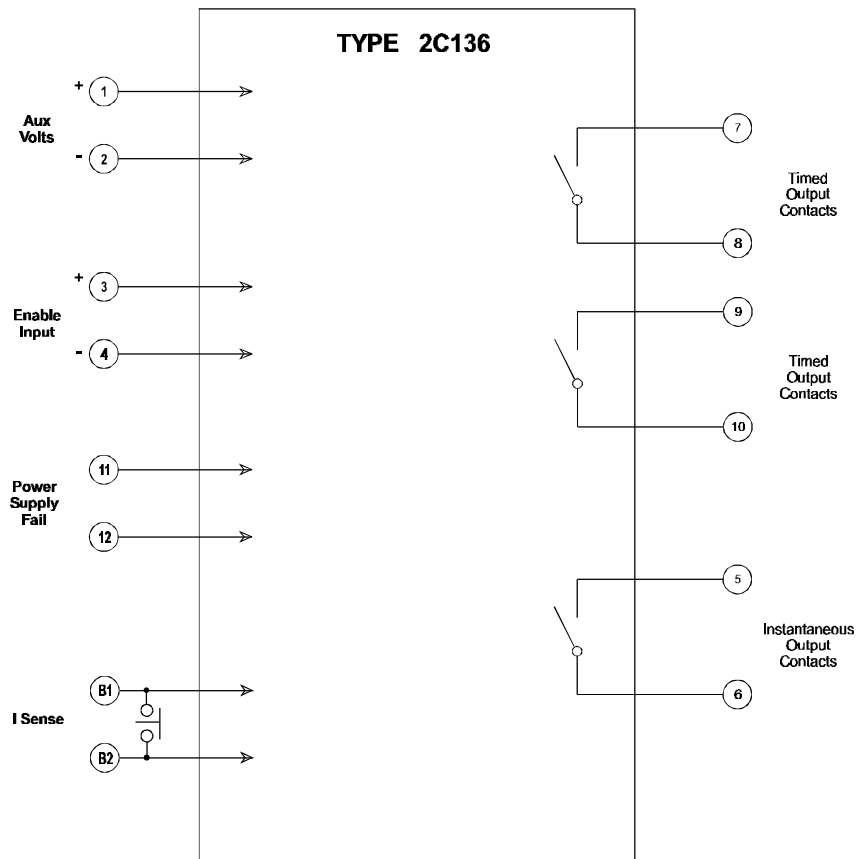 TYPE 2C136
+ 1
Aux
Volts
- 2
+ 3
Enable
Input
- 4
11
Power
Supply
Fail
12
B1
I Sense
B2
7
Timed
Output
Contacts
8
9
Timed
Output
Contacts
10
5
Instantaneous
Output
Contacts
6